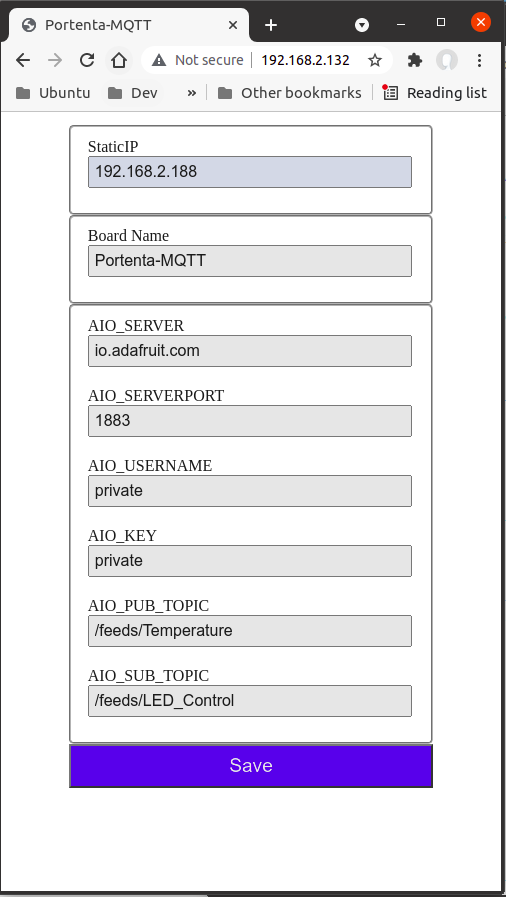 Portenta-MQTT
Not secure 192.168.2.132
Ubuntu Dev » Other bookmarks Reading list
StaticIP
192.168.2.188
Board Name
Portenta-MQTT
AIO_SERVER
io.adafruit.com
AIO_SERVERPORT
1883
AIO_USERNAME
private
AIO_KEY
private
AIO_PUB_TOPIC
/feeds/Temperature
AIO_SUB_TOPIC
/feeds/LED_Control
Save